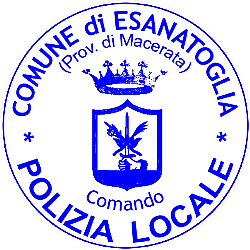 COMUNE di ESANATOGLIA
(Prov. di Macerata)
Comando
* POLIZIA LOCALE *